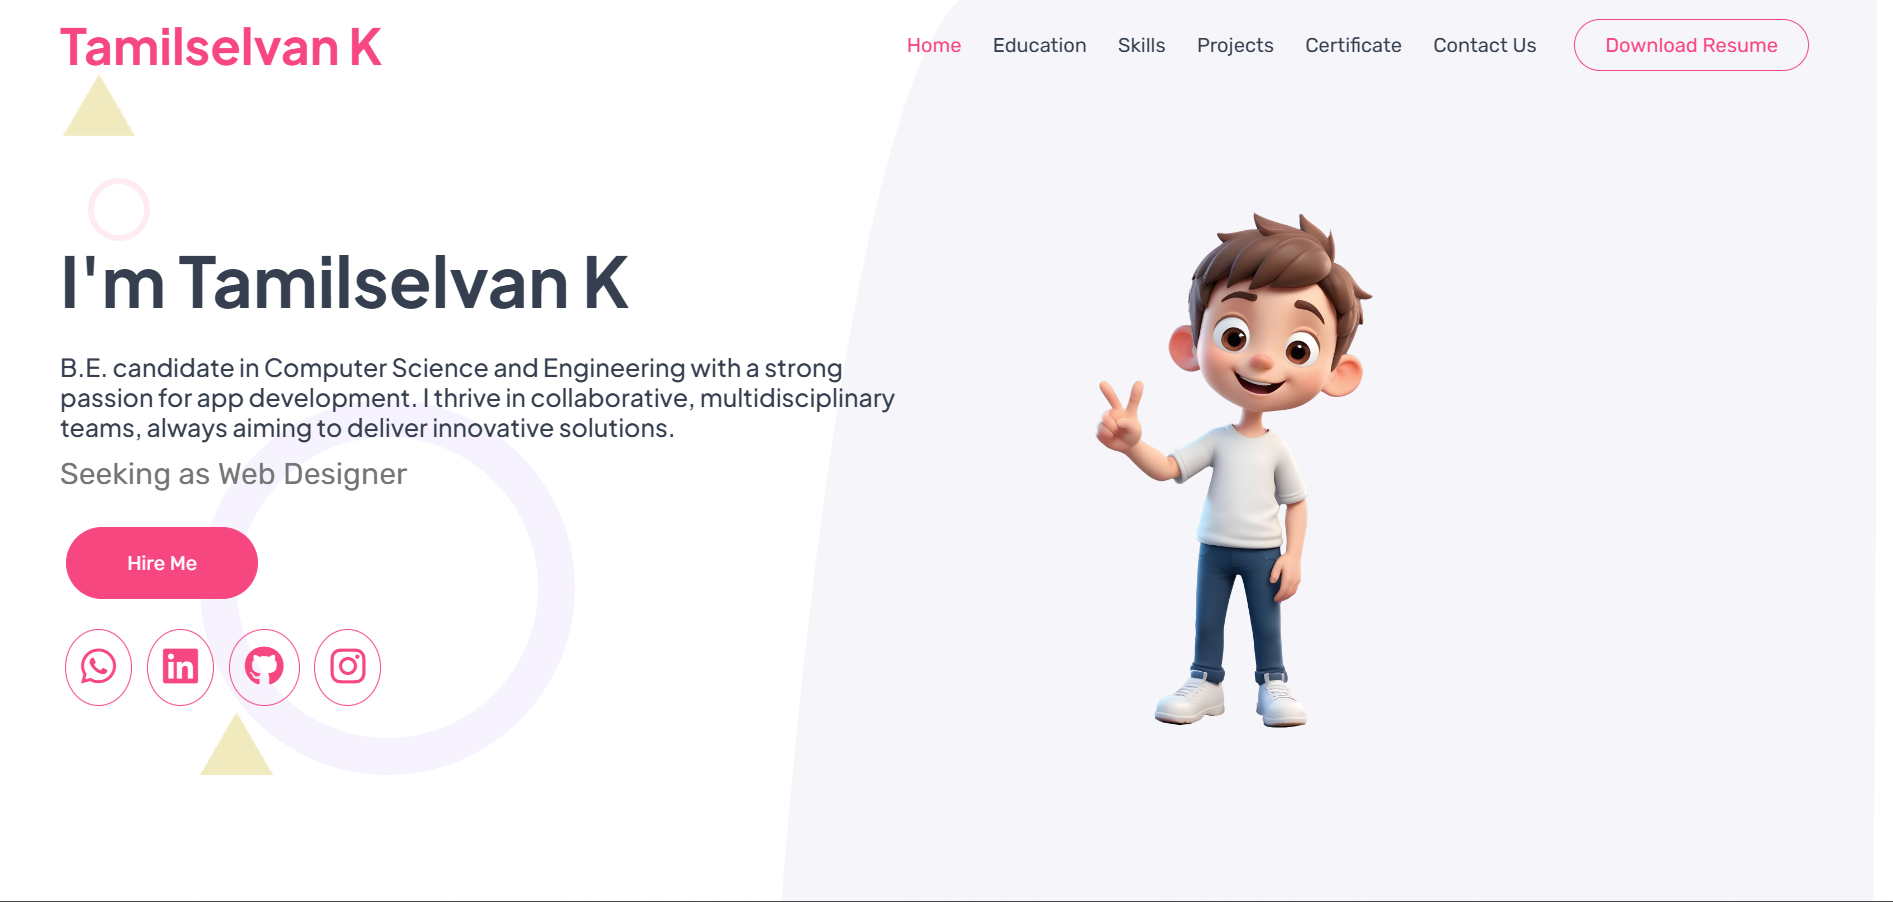 Tamilselvan K
Home Education Skills Projects Certificate Contact Us Download Resume
I'm Tamilselvan K
B.E. candidate in Computer Science and Engineering with a strong
passion for app development. I thrive in collaborative, multidisciplinary
teams, always aiming to deliver innovative solutions.
Seeking as Web Designer
Hire Me